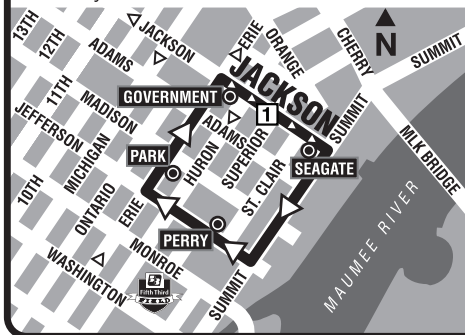 13TH
12TH
JACKSON
ERIE
ORANGE
CHERRY
N
SUMMIT
ADAMS
11TH
JACKSON
GOVERNMENT
1
MADISON
ADAMS
SUMMIT
JEFFERSON
MICHIGAN
PARK
HURON
SUPERIOR
SEAGATE
MLK BRIDGE
10TH
ST. CLAIR
ONTARIO
ERIE
PERRY
MONROE
WASHINGTON
Fifth Third
SUMMIT
MAUMEE RIVER